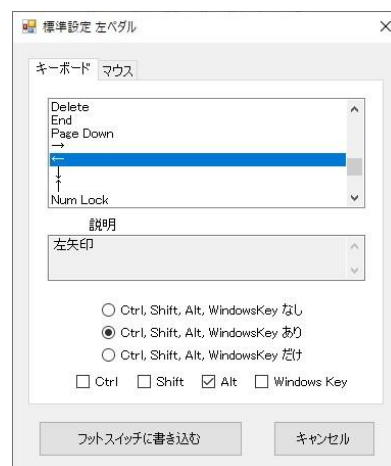 標準設定 左ペダル
キーボード マウス
Delete
End
Page Down
→
←
↓
↑
Num Lock
説明
左矢印
Ctrl, Shift, Alt, WindowsKey なし
Ctrl, Shift, Alt, WindowsKey あり
Ctrl, Shift, Alt, WindowsKey だけ
Ctrl Shift Alt Windows Key
フットスイッチに書き込む キャンセル